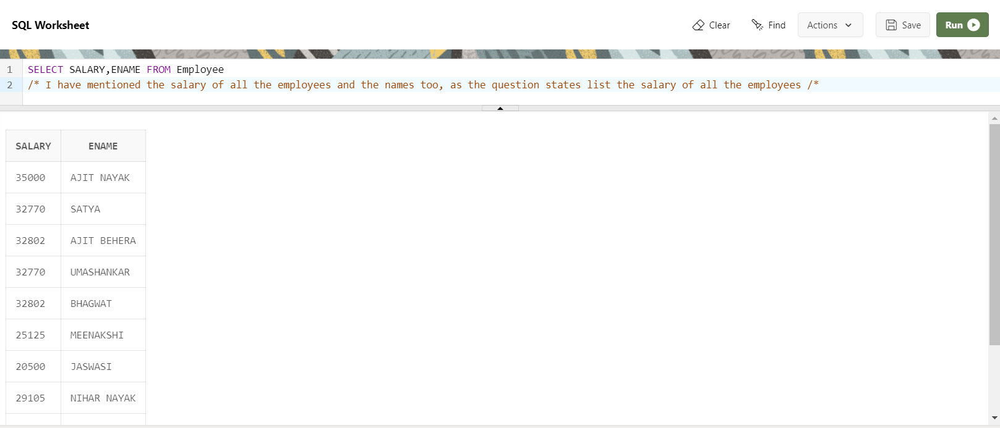 SQL Worksheet Clear Find Actions Save Run
1 SELECT SALARY,ENAME FROM Employee
2 /* I have mentioned the salary of all the employees and the names too, as the question states list the salary of all the employees /*
SALARY ENAME
35000 AJIT NAYAK
32770 SATYA
32802 AJIT BEHERA
32770 UMASHANKAR
32802 BHAGWAT
25125 MEENAKSHI
20500 JASWASI
29105 NIHAR NAYAK